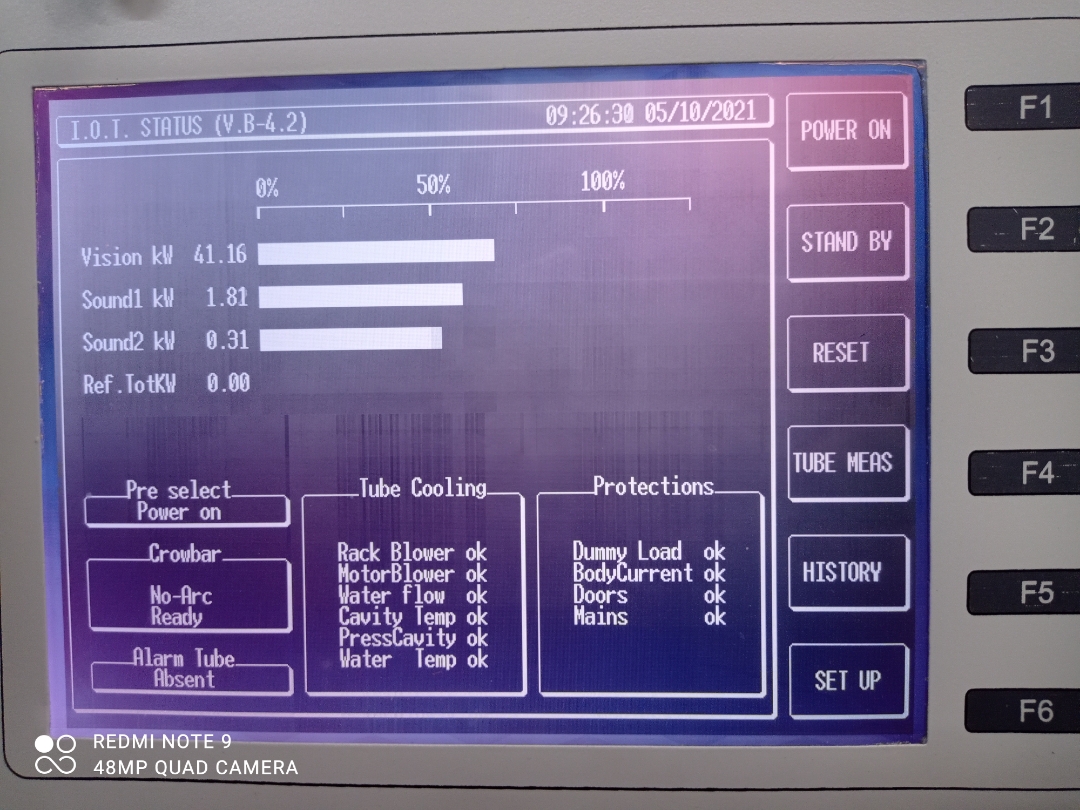 I.O.T. STATUS (V.B-4.2) 09:26:30 05/10/2021
0% 50% 100%
Vision kW 41.16
Sound1 kW 1.81
Sound2 kW 0.31
Ref.TotKW 0.00
Pre select
Power on
Crowbar
No-Arc
Ready
Alarm Tube
Absent
Tube Cooling
Rack Blower ok
MotorBlower ok
Water flow ok
Cavity Temp ok
PressCavity ok
Water Temp ok
Protections
Dummy Load ok
BodyCurrent ok
Doors ok
Mains ok
POWER ON
STAND BY
RESET
TUBE MEAS
HISTORY
SET UP
F1
F2
F3
F4
F5
F6
REDMI NOTE 9
48MP QUAD CAMERA